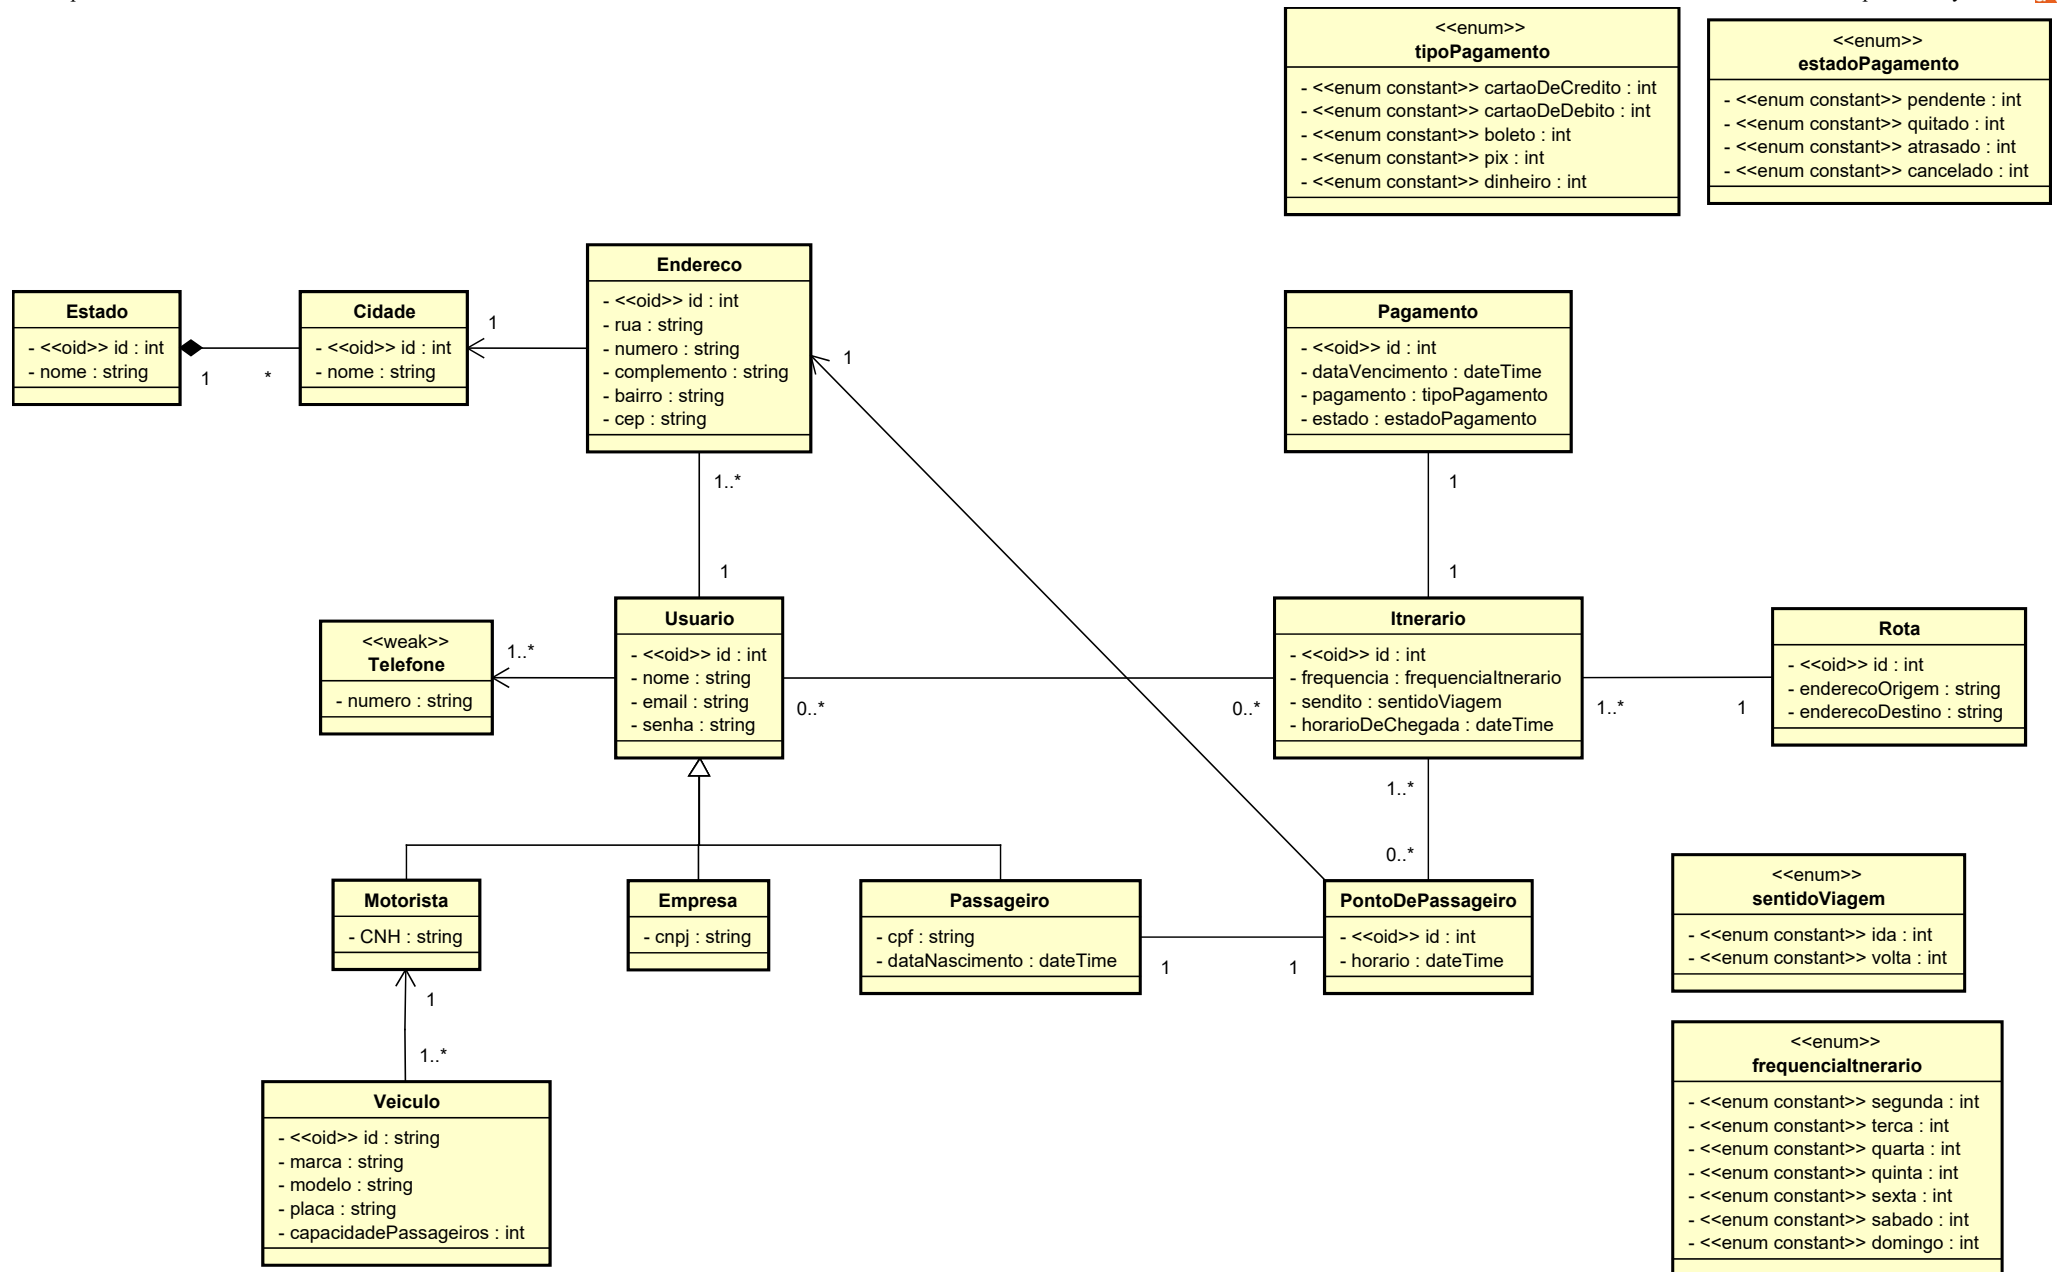 <<enum>>
tipoPagamento
- <<enum constant>> cartaoDeCredito : int
- <<enum constant>> cartaoDeDebito : int
- <<enum constant>> boleto : int
- <<enum constant>> pix : int
- <<enum constant>> dinheiro : int
<<enum>>
estadoPagamento
- <<enum constant>> pendente : int
- <<enum constant>> quitado : int
- <<enum constant>> atrasado : int
- <<enum constant>> cancelado : int
Estado
- <<oid>> id : int
- nome : string
1
*
Cidade
- <<oid>> id : int
- nome : string
1
Endereco
- <<oid>> id : int
- rua : string
- numero : string
- complemento : string
- bairro : string
- cep : string
1
1..*
1
Pagamento
- <<oid>> id : int
- dataVencimento : dateTime
- pagamento : tipoPagamento
- estado : estadoPagamento
1
1
<<weak>>
Telefone
- numero : string
1..*
Usuario
- <<oid>> id : int
- nome : string
- email : string
- senha : string
0..*
0..*
Itnerario
- <<oid>> id : int
- frequencia : frequenciaItnerario
- sendito : sentidoViagem
- horarioDeChegada : dateTime
1..*
1
Rota
- <<oid>> id : int
- enderecoOrigem : string
- enderecoDestino : string
1..*
0..*
Motorista
- CNH : string
Empresa
- cnpj : string
Passageiro
- cpf : string
- dataNascimento : dateTime
1
1
PontoDePassageiro
- <<oid>> id : int
- horario : dateTime
<<enum>>
sentidoViagem
- <<enum constant>> ida : int
- <<enum constant>> volta : int
1
1..*
Veiculo
- <<oid>> id : string
- marca : string
- modelo : string
- placa : string
- capacidadePassageiros : int
<<enum>>
frequenciaItnerario
- <<enum constant>> segunda : int
- <<enum constant>> terca : int
- <<enum constant>> quarta : int
- <<enum constant>> quinta : int
- <<enum constant>> sexta : int
- <<enum constant>> sabado : int
- <<enum constant>> domingo : int